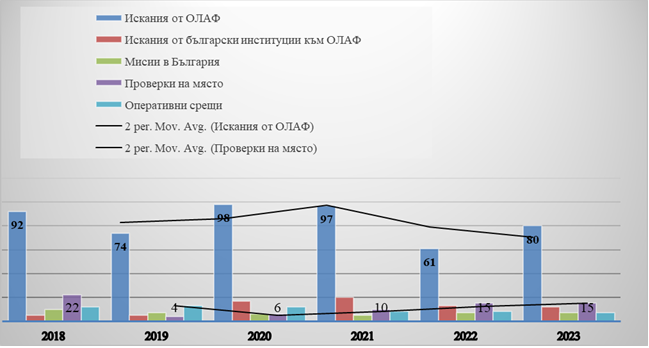 Искания от ОЛАФ
Искания от български институции към ОЛАФ
Мисии в България
Проверки на място
Оперативни срещи
2 per. Mov. Avg. (Искания от ОЛАФ)
2 per. Mov. Avg. (Проверки на място)
92
74
98
97
61
80
22
4
6
10
15
15
2018
2019
2020
2021
2022
2023